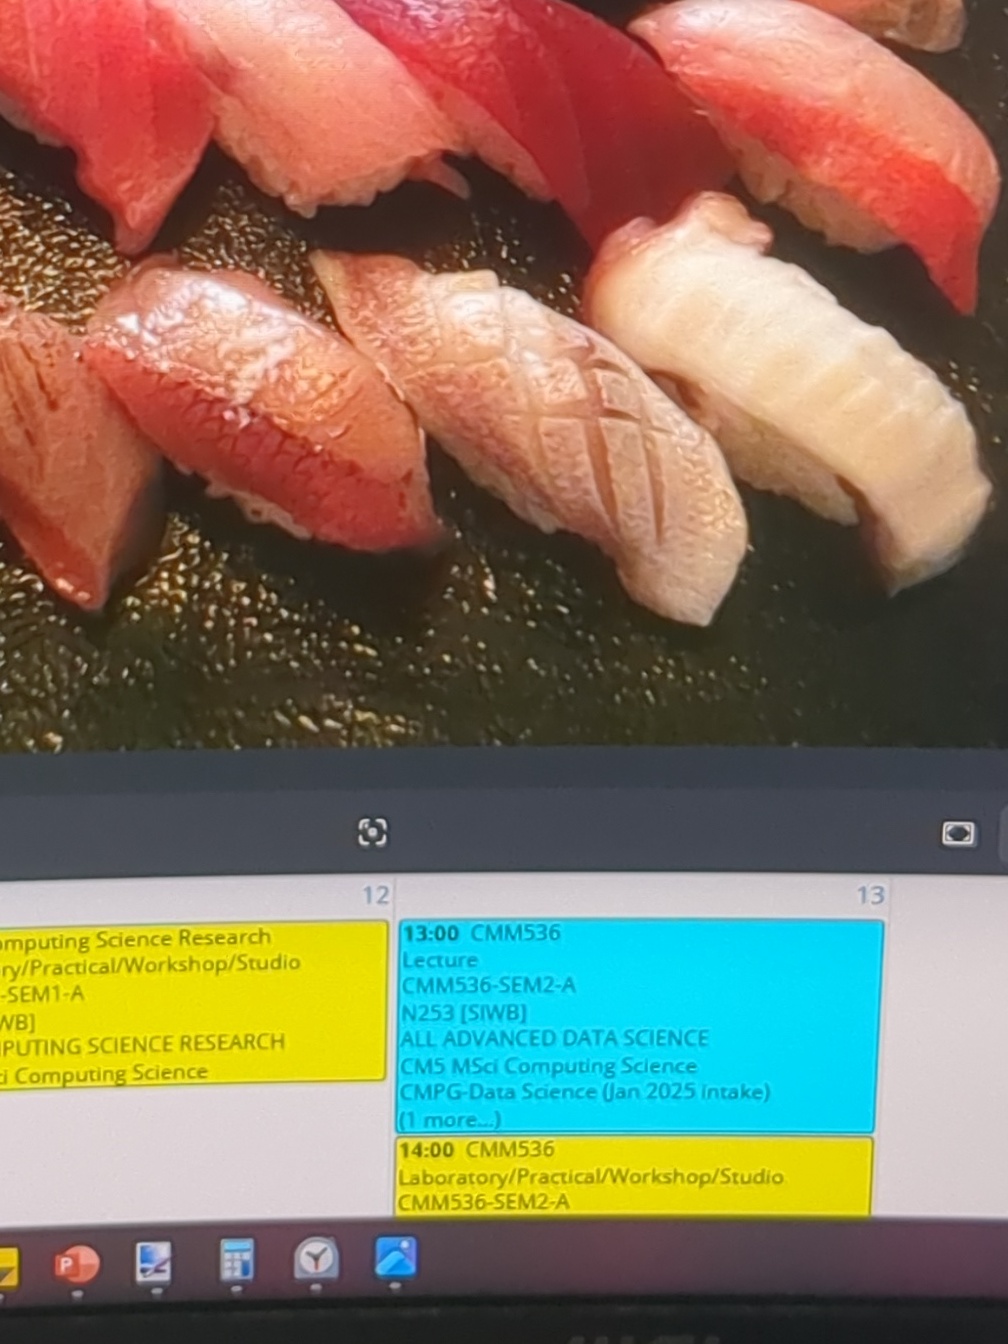 12
omputing Science Research
ry/Practical/Workshop/Studio
-SEM1-A
WB]
PUTING SCIENCE RESEARCH
ci Computing Science
13
13:00 CMM536
Lecture
CMM536-SEM2-A
N253 [SIWB]
ALL ADVANCED DATA SCIENCE
CM5 MSci Computing Science
CMPG-Data Science (Jan 2025 intake)
(1 more...)
14:00 CMM536
Laboratory/Practical/Workshop/Studio
CMM536-SEM2-A
P